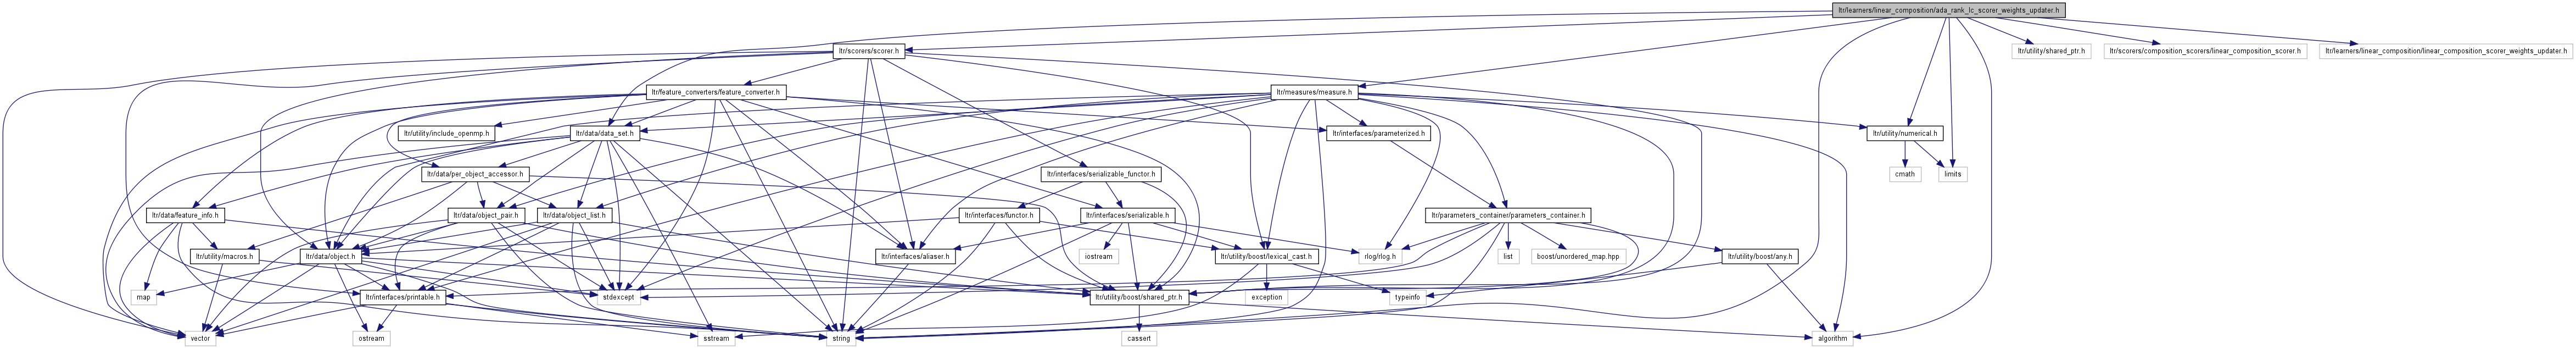 ltr/learners/linear_composition/ada_rank_lc_scorer_weights_updater.h
ltr/scorers/scorer.h
ltr/utility/shared_ptr.h
ltr/scorers/composition_scorers/linear_composition_scorer.h
ltr/learners/linear_composition/linear_composition_scorer_weights_updater.h
ltr/feature_converters/feature_converter.h
ltr/measures/measure.h
ltr/utility/include_openmp.h
ltr/data/data_set.h
ltr/interfaces/parameterized.h
ltr/utility/numerical.h
ltr/data/per_object_accessor.h
ltr/interfaces/serializable_functor.h
cmath
limits
ltr/data/feature_info.h
ltr/data/object_pair.h
ltr/data/object_list.h
ltr/interfaces/functor.h
ltr/interfaces/serializable.h
ltr/parameters_container/parameters_container.h
ltr/utility/macros.h
ltr/data/object.h
ltr/interfaces/aliaser.h
iostream
ltr/utility/boost/lexical_cast.h
rlog/rlog.h
list
boost/unordered_map.hpp
ltr/utility/boost/any.h
map
ltr/interfaces/printable.h
stdexcept
ltr/utility/boost/shared_ptr.h
exception
typeinfo
vector
ostream
sstream
string
cassert
algorithm